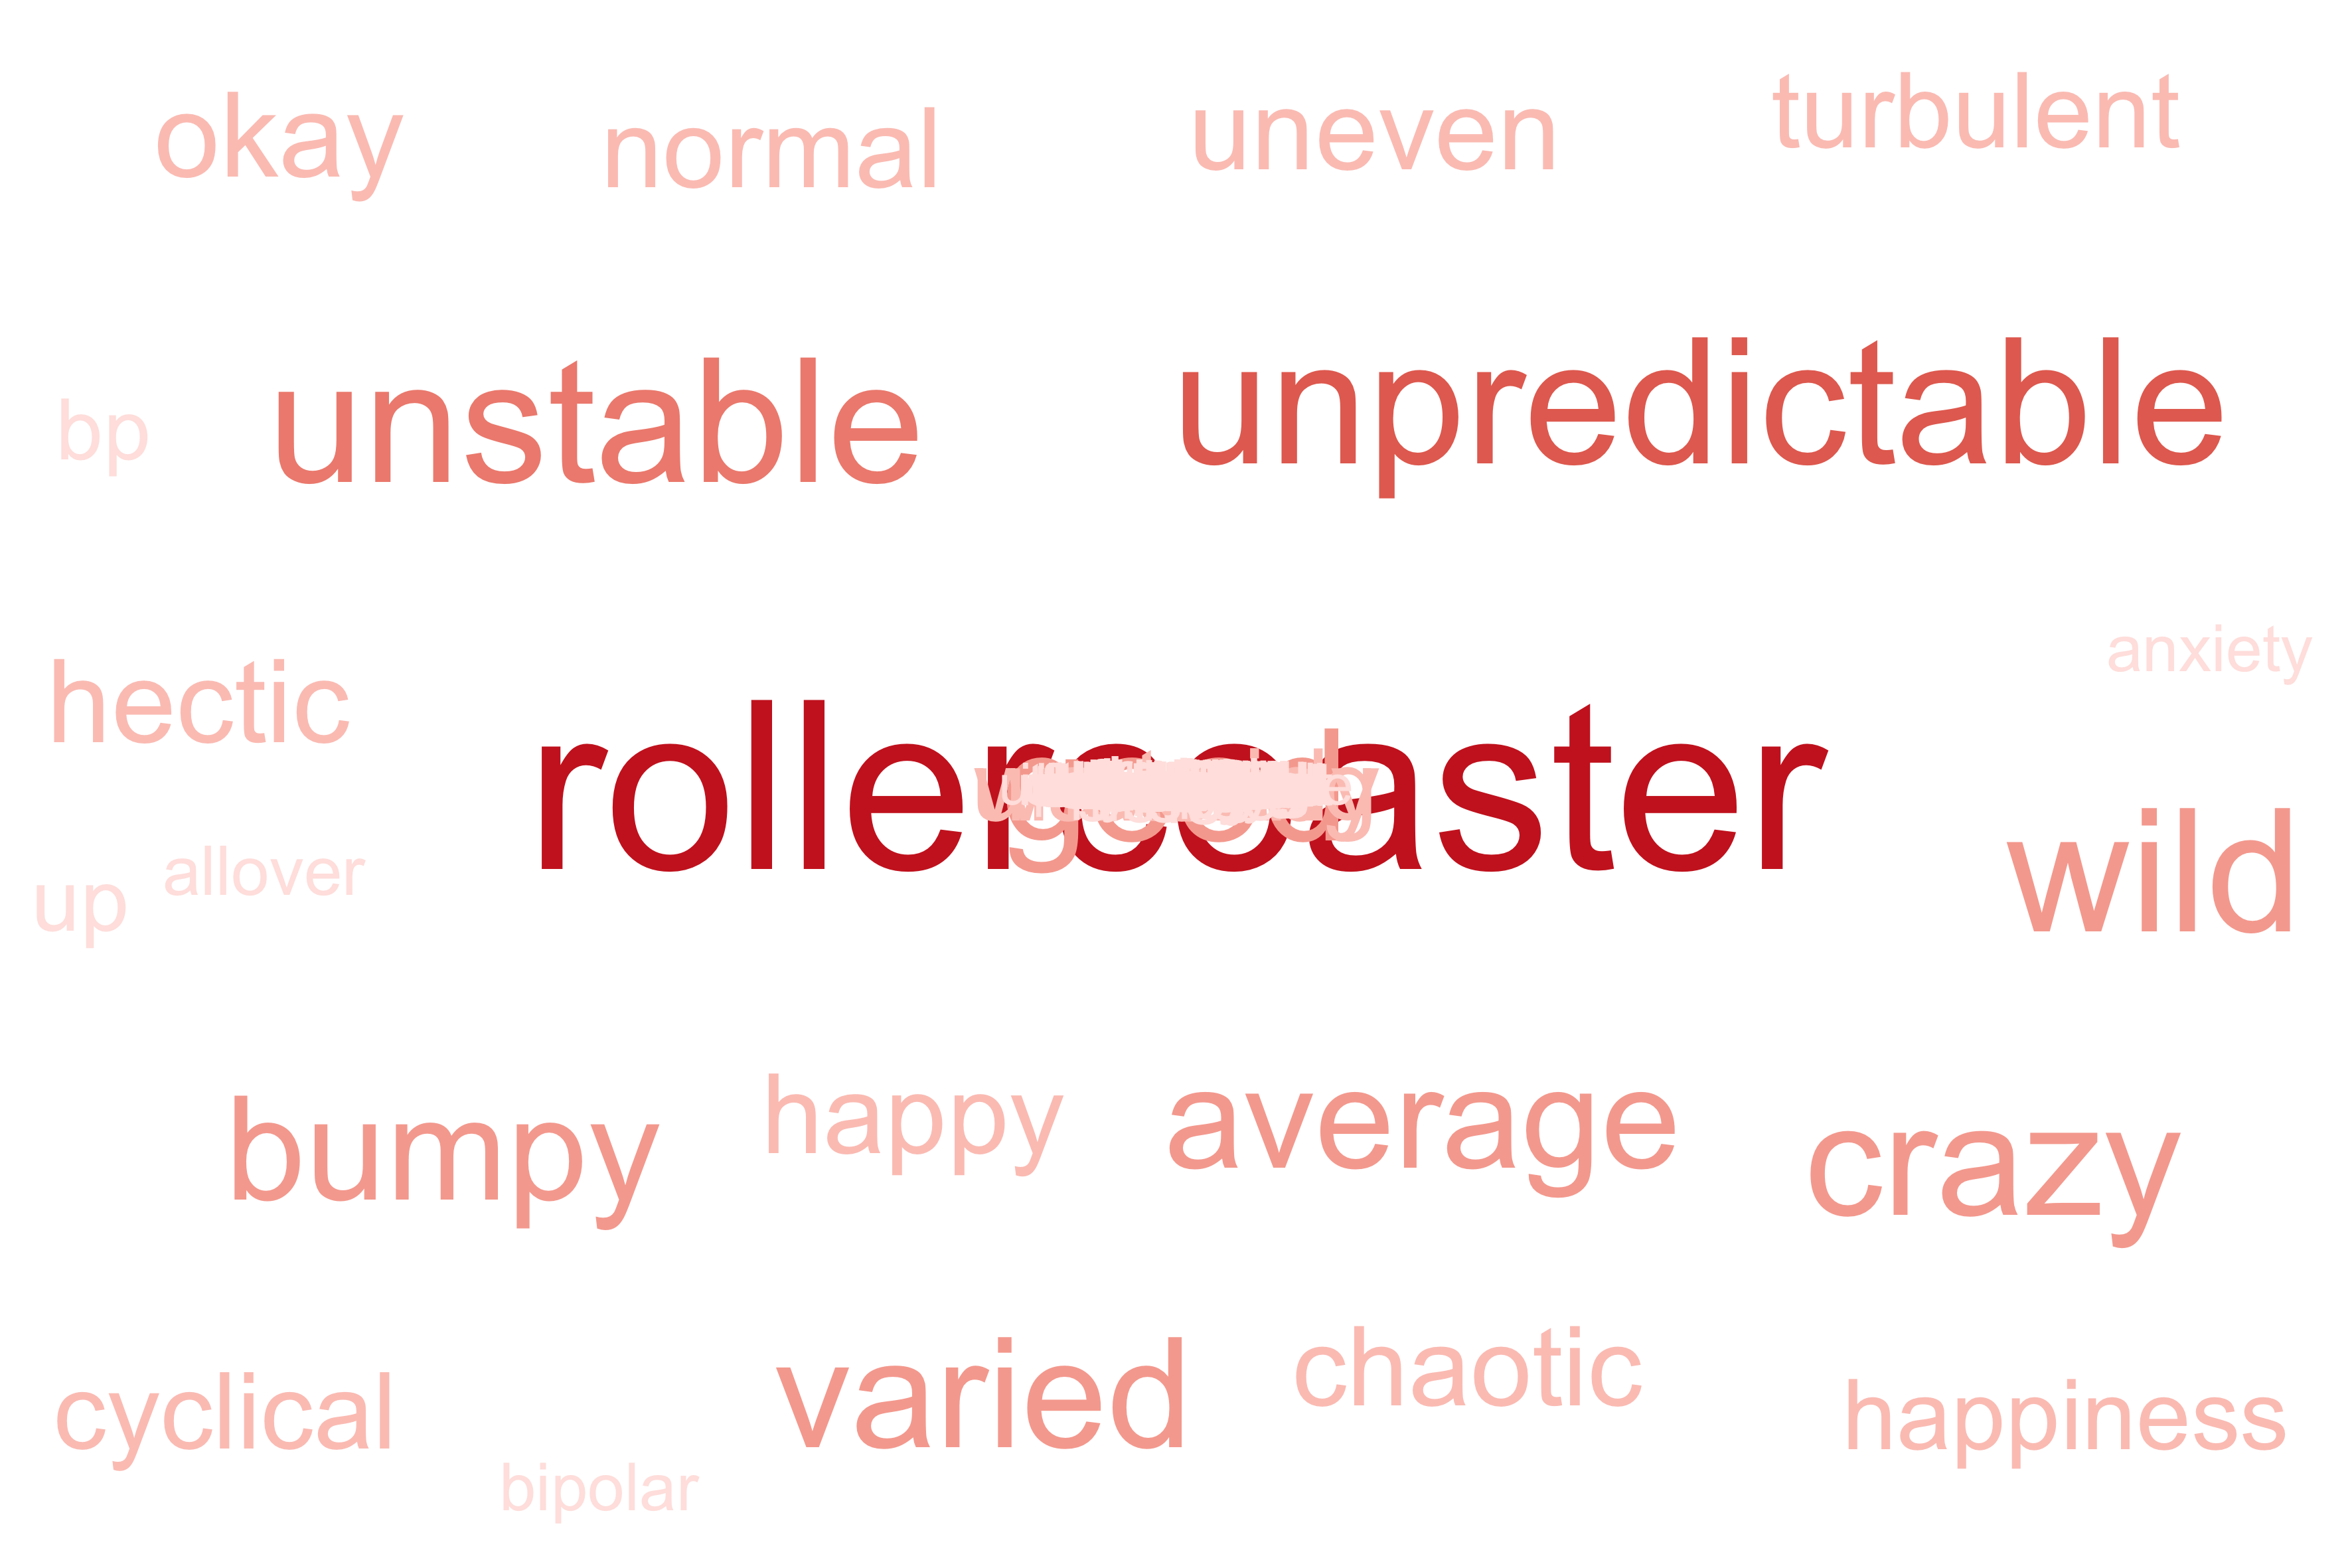 okay normal uneven turbulent
bp unstable unpredictable
hectic anxiety
rollercoaster
up allover wild
bumpy happy average crazy
cyclical varied chaotic happiness
bipolar